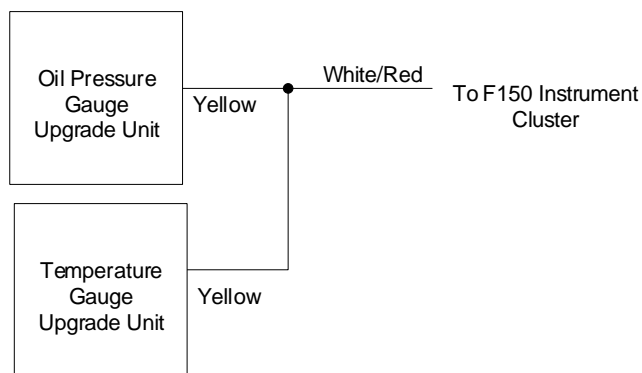 Oil Pressure
Gauge
Upgrade Unit
Yellow
White/Red
To F150 Instrument
Cluster
Temperature
Gauge
Upgrade Unit
Yellow